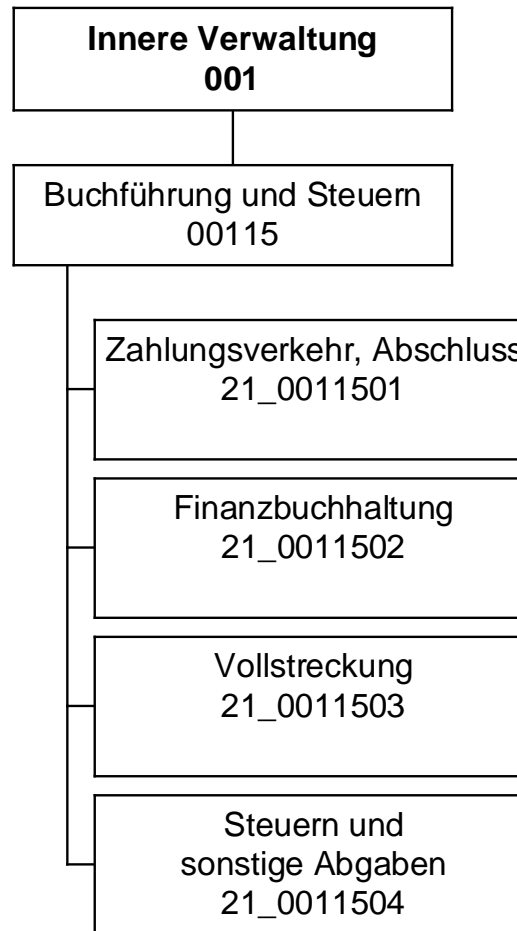 Innere Verwaltung
001
Buchführung und Steuern
00115
Zahlungsverkehr, Abschluss
21_0011501
Finanzbuchhaltung
21_0011502
Vollstreckung
21_0011503
Steuern und
sonstige Abgaben
21_0011504